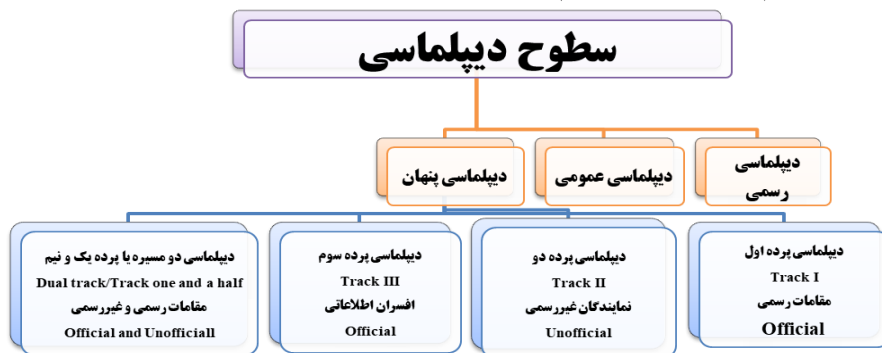 سطوح دیپلماسی
دیپلماسی
رسمی
دیپلماسی عمومی
دیپلماسی پنهان
دیپلماسی پرده اول
Track I
مقامات رسمی
Official
دیپلماسی پرده دو
Track II
نمایندگان غیررسمی
Unofficial
دیپلماسی پرده سوم
Track III
افسران اطلاعاتی
Official
دیپلماسی دو مسیره یا پرده یک و نیم
Dual track/Track one and a half
مقامات رسمی و غیررسمی
Official and Unofficiall